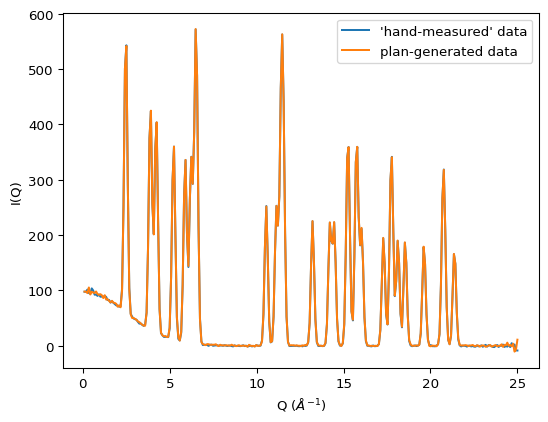 600
500
400
300
200
100
0
I(Q)
'hand-measured' data
plan-generated data
0 5 10 15 20 25
Q (Å⁻¹)